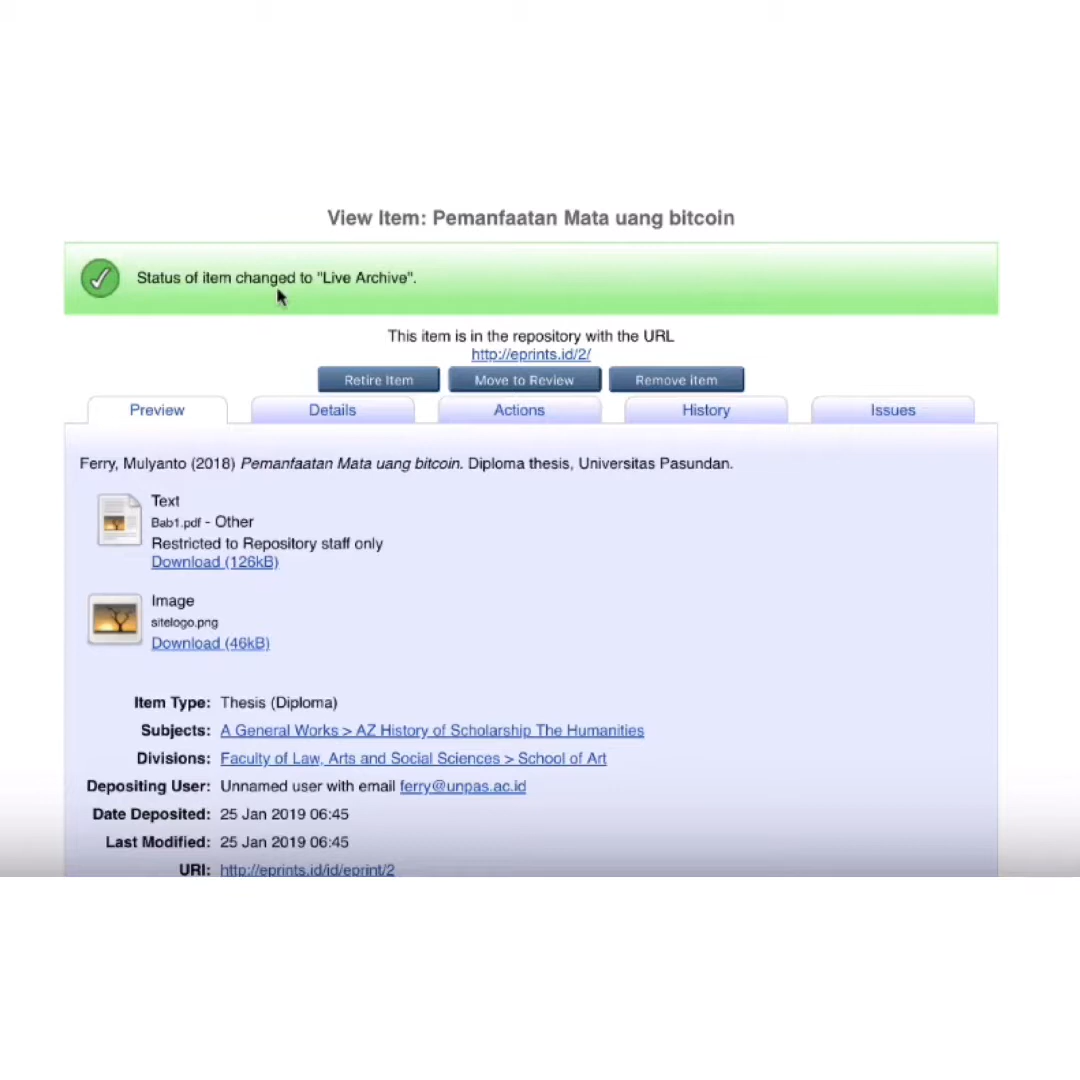 View Item: Pemanfaatan Mata uang bitcoin
Status of item changed to "Live Archive".
This item is in the repository with the URL
http://eprints.id/2/
Retire Item Move to Review Remove item
Preview Details Actions History Issues
Ferry, Mulyanto (2018) Pemanfaatan Mata uang bitcoin. Diploma thesis, Universitas Pasundan.
Text
Bab1.pdf - Other
Restricted to Repository staff only
Download (126kB)
Image
sitelogo.png
Download (46kB)
Item Type: Thesis (Diploma)
Subjects: A General Works > AZ History of Scholarship The Humanities
Divisions: Faculty of Law, Arts and Social Sciences > School of Art
Depositing User: Unnamed user with email ferry@unpas.ac.id
Date Deposited: 25 Jan 2019 06:45
Last Modified: 25 Jan 2019 06:45
URI: http://eprints.id/id/eprint/2